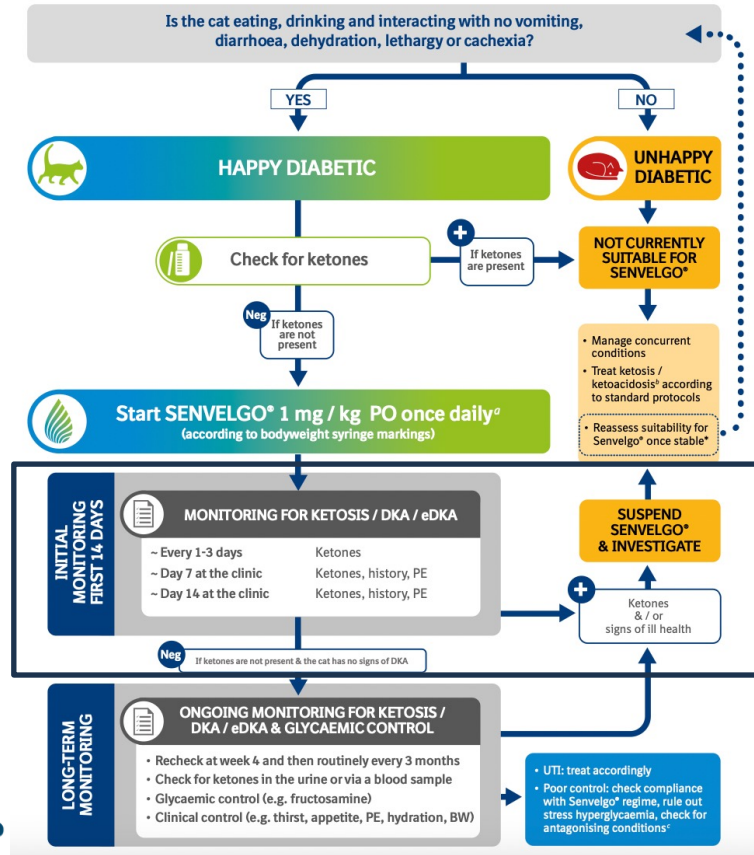 Is the cat eating, drinking and interacting with no vomiting,
diarrhoea, dehydration, lethargy or cachexia?
YES
NO
HAPPY DIABETIC
UNHAPPY
DIABETIC
Check for ketones
+
If ketones
are present
NOT CURRENTLY
SUITABLE FOR
SENVELGO®
Neg
If ketones
are not
present
• Manage concurrent
conditions
• Treat ketosis /
ketoacidosisᵇ according
to standard protocols
• Reassess suitability for
Senvelgo® once stable*
Start SENVELGO® 1 mg / kg PO once dailyᵃ
(according to bodyweight syringe markings)
INITIAL
MONITORING
FIRST 14 DAYS
MONITORING FOR KETOSIS / DKA / eDKA
~ Every 1-3 days Ketones
~ Day 7 at the clinic Ketones, history, PE
~ Day 14 at the clinic Ketones, history, PE
SUSPEND
SENVELGO®
& INVESTIGATE
+
Ketones
& / or
signs of ill health
Neg
If ketones are not present & the cat has no signs of DKA
LONG-TERM
MONITORING
ONGOING MONITORING FOR KETOSIS /
DKA / eDKA & GLYCAEMIC CONTROL
• Recheck at week 4 and then routinely every 3 months
• Check for ketones in the urine or via a blood sample
• Glycaemic control (e.g. fructosamine)
• Clinical control (e.g. thirst, appetite, PE, hydration, BW)
• UTI: treat accordingly
• Poor control: check compliance
with Senvelgo® regime, rule out
stress hyperglycaemia, check for
antagonising conditionsᶜ